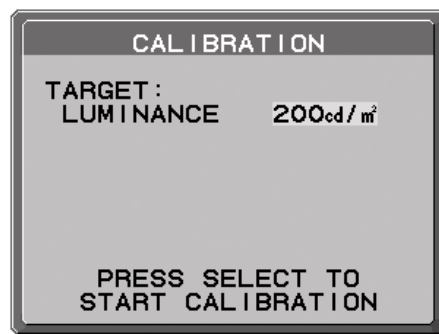 CALIBRATION
TARGET:
LUMINANCE 200cd/㎡
PRESS SELECT TO
START CALIBRATION